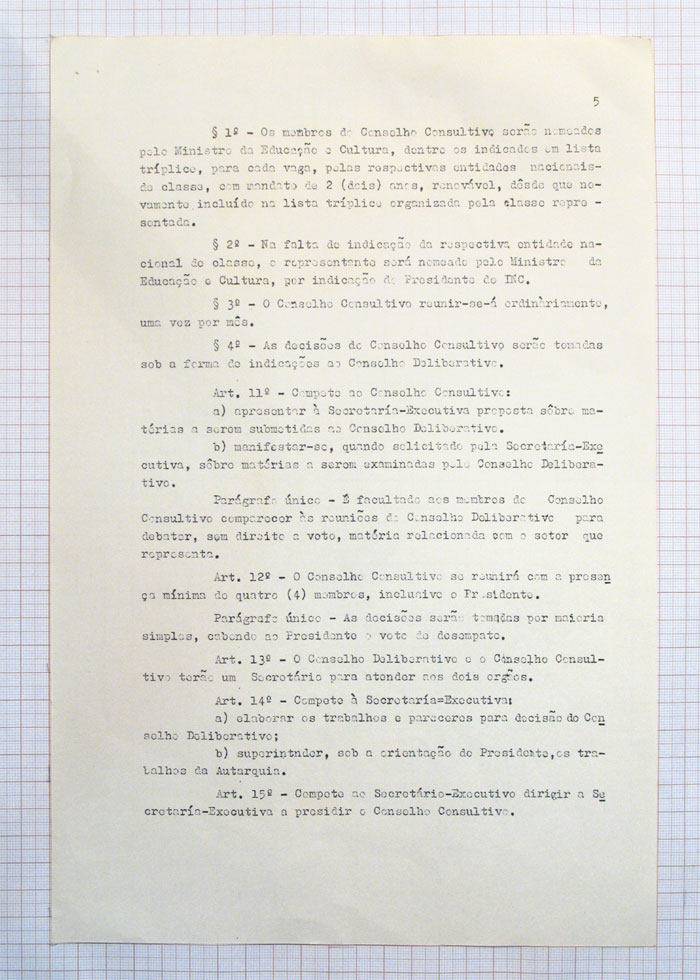 5
§ 1º - Os membros do Conselho Consultivo serão nomeados
pelo Ministro da Educação e Cultura, dentre os indicados em lista
tríplice, para cada vaga, pelas respectivas entidades nacionais-
de classe, com mandato de 2 (dois) anos, renovável, dêsde que no-
vamente incluído na lista tríplice organizada pela classe repre -
sentada.
§ 2º - Na falta de indicação da respectiva entidade na-
cional de classe, o representante será nomeado pelo Ministro da
Educação e Cultura, por indicação do Presidente do INC.
§ 3º - O Conselho Consultivo reunir-se-á ordinàriamente,
uma vez por mês.
§ 4º - As decisões do Conselho Consultivo serão tomadas
sob a forma de indicações ao Conselho Deliberativo.
Art. 11º - Compete ao Conselho Consultivo:
a) apresentar à Secretaría-Executiva proposta sôbre ma-
térias a serem submetidas ao Conselho Deliberativo.
b) manifestar-se, quando solicitado pela Secretaría-Exe
cutiva, sôbre matérias a serem examinadas pelo Conselho Delibera-
tivo.
Parágrafo único - É facultado aos membros do Conselho
Consultivo comparecer às reuniões do Conselho Deliberativo para
debater, sem direito a voto, matéria relacionada com o setor que
representa.
Art. 12º - O Conselho Consultivo se reunirá com a presen
ça mínima de quatro (4) membros, inclusive o Presidente.
Parágrafo único - As decisões serão tomadas por maioria
simples, cabendo ao Presidente o voto de desempate.
Art. 13º - O Conselho Deliberativo e o Conselho Consul-
tivo terão um Secretário para atender aos dois orgãos.
Art. 14º - Compete à Secretaría=Executiva:
a) elaborar os trabalhos e pareceres para decisão do Con
selho Deliberativo;
b) superintnder, sob a orientação do Presidente,os tra-
balhos da Autarquia.
Art. 15º - Compete ao Secretário-Executivo dirigir a Se
cretaría-Executiva a presidir o Conselho Consultivo.